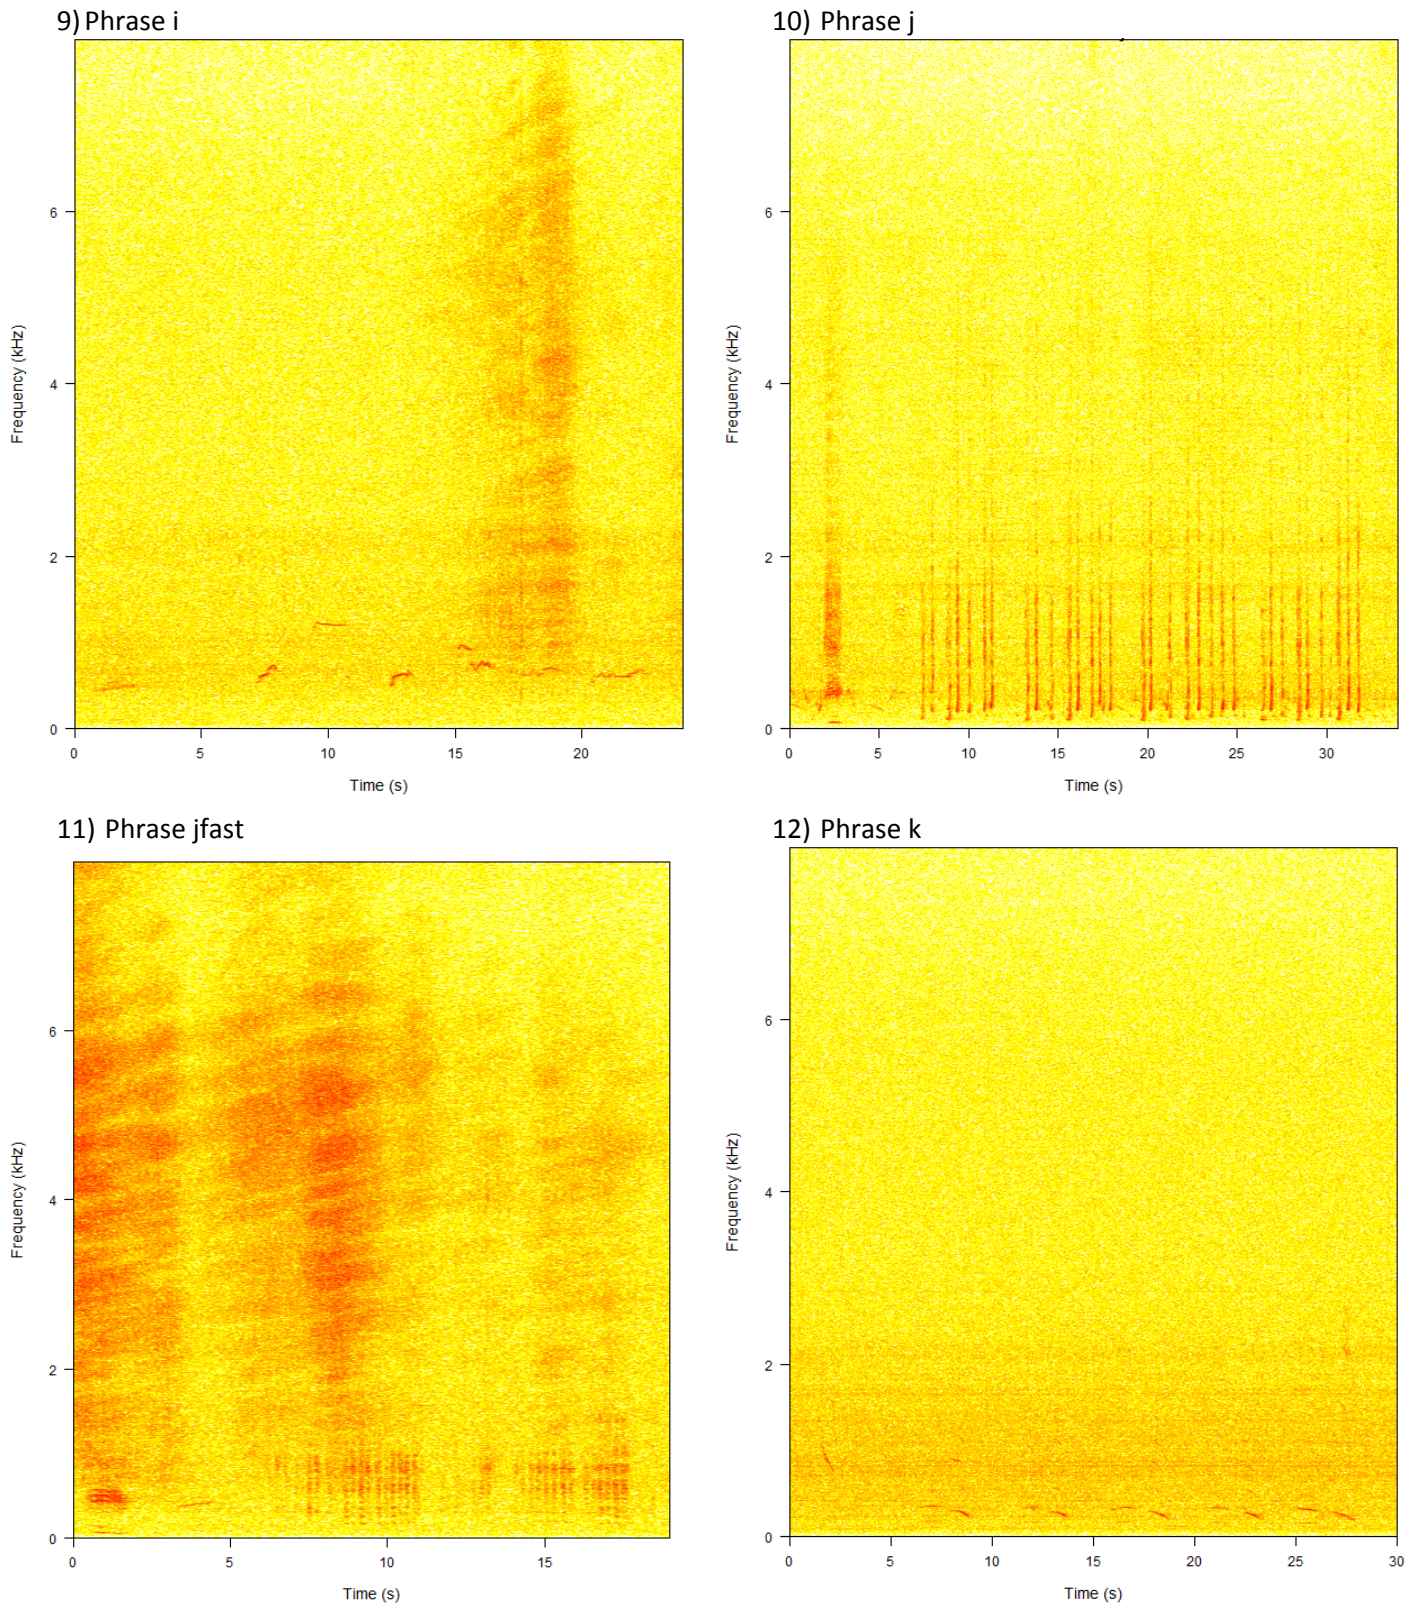 9) Phrase i
6
4
2
0
Frequency (kHz)
0 5 10 15 20
Time (s)
10) Phrase j
6
4
2
0
Frequency (kHz)
0 5 10 15 20 25 30
Time (s)
11) Phrase jfast
6
4
2
0
Frequency (kHz)
0 5 10 15
Time (s)
12) Phrase k
6
4
2
0
Frequency (kHz)
0 5 10 15 20 25 30
Time (s)